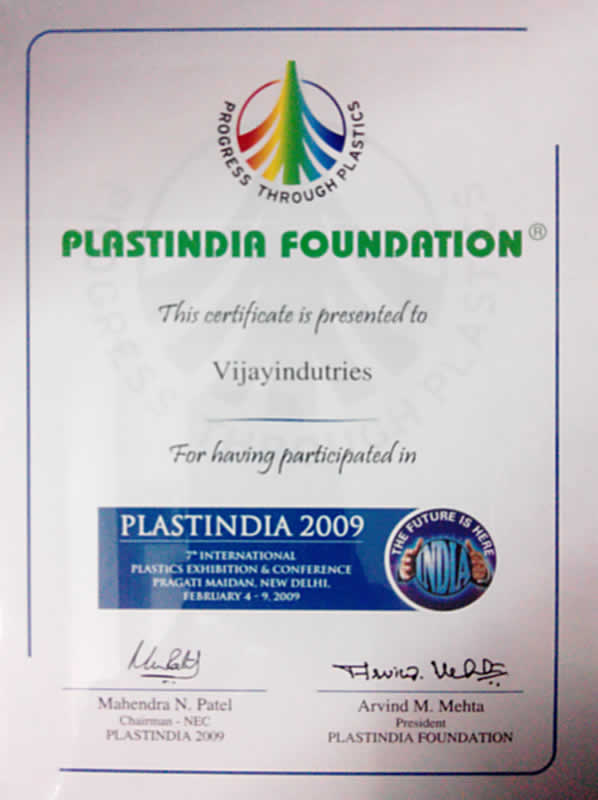 PROGRESS THROUGH PLASTICS
PLASTINDIA FOUNDATION®
This certificate is presented to
Vijayindutries
For having participated in
PLASTINDIA 2009
7th INTERNATIONAL
PLASTICS EXHIBITION & CONFERENCE
PRAGATI MAIDAN, NEW DELHI.
FEBRUARY 4 - 9, 2009
THE FUTURE IS HERE
INDIA
Mahendra N. Patel
Chairman - NEC
PLASTINDIA 2009
Arvind M. Mehta
President
PLASTINDIA FOUNDATION